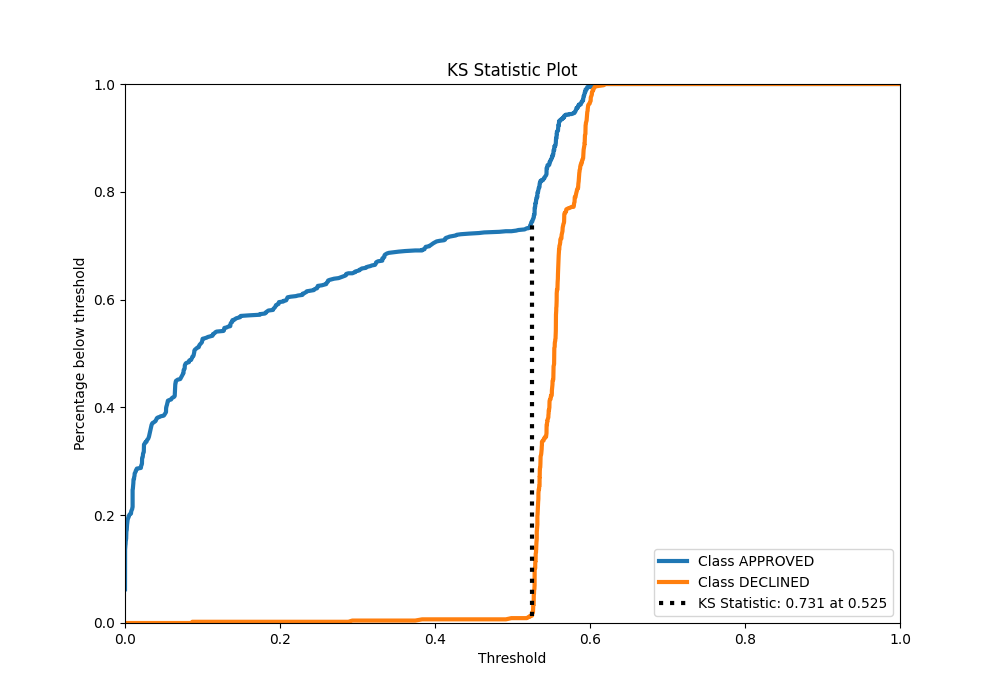 KS Statistic Plot
Percentage below threshold
1.0
0.8
0.6
0.4
0.2
0.0
0.0 0.2 0.4 0.6 0.8 1.0
Threshold
Class APPROVED
Class DECLINED
KS Statistic: 0.731 at 0.525